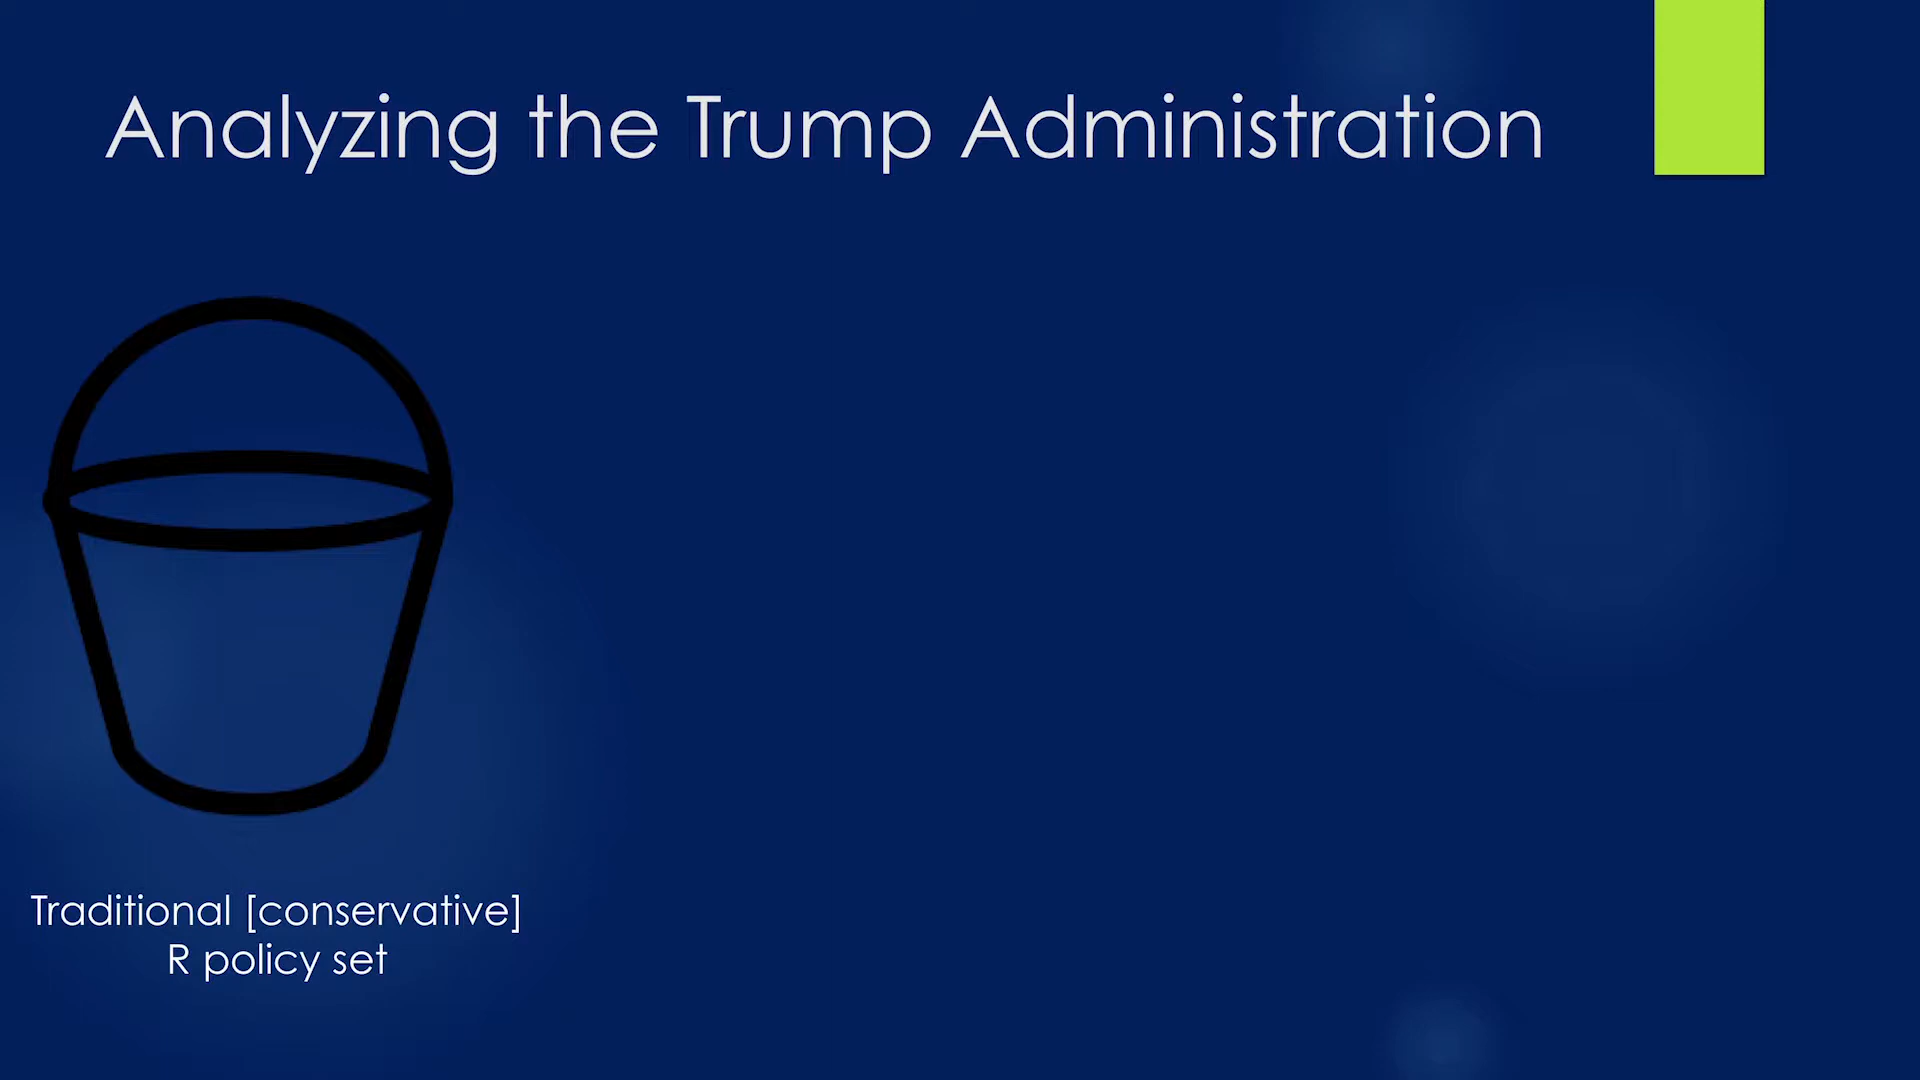 Analyzing the Trump Administration
Traditional [conservative]
R policy set